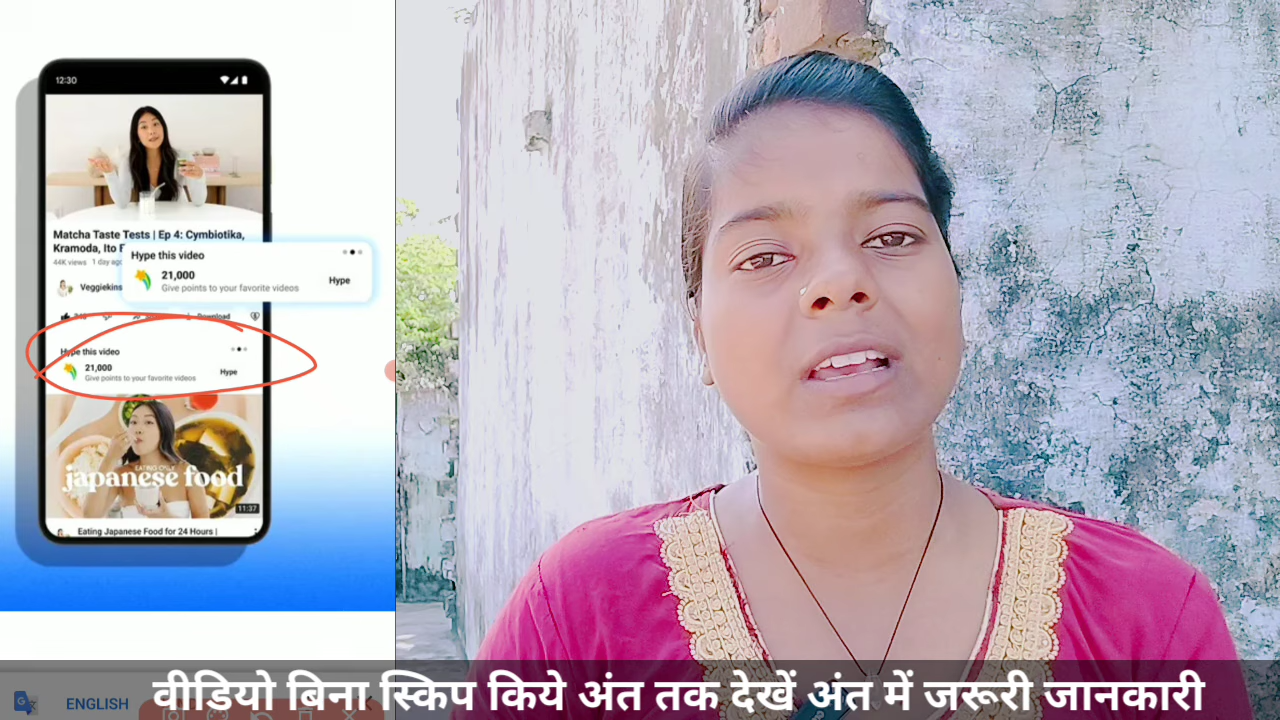 12:30
Matcha Taste Tests | Ep 4: Cymbiotika,
Kramoda, Ito E
44K views 1 day ago
Hype this video
21,000
Give points to your favorite videos
Hype
Veggiekins
Download
Hype this video
21,000
Give points to your favorite videos
Hype
EATING ONLY
japanese food
11:37
Eating Japanese Food for 24 Hours |
ENGLISH
वीडियो बिना स्किप किये अंत तक देखें अंत में जरूरी जानकारी